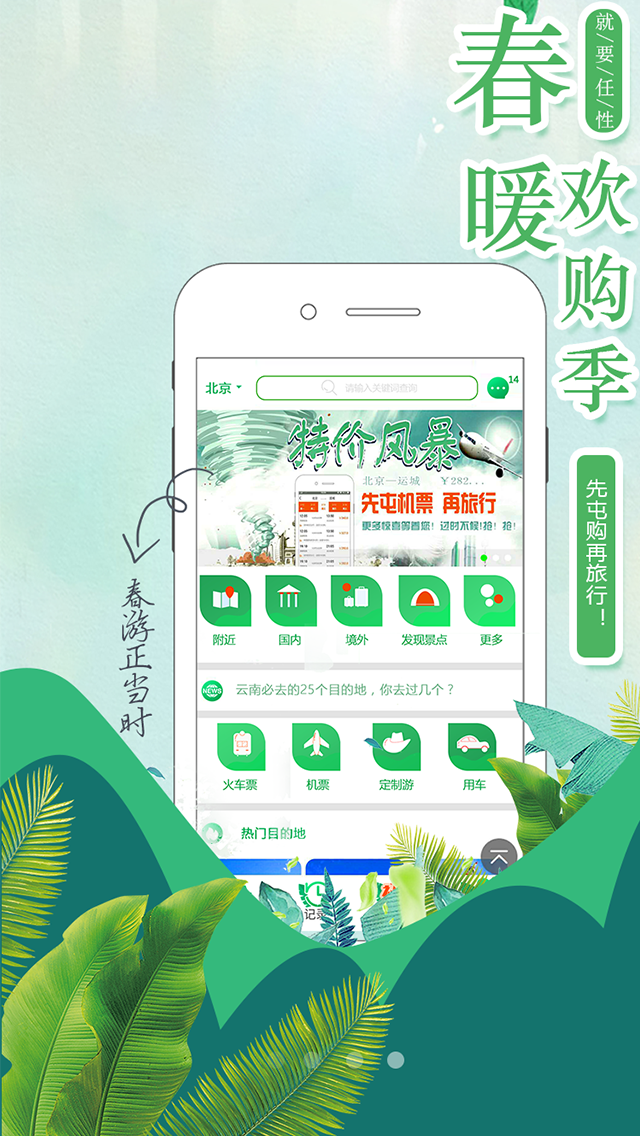 春暖
欢购季
就/要/任/性
先屯购再旅行！
春游正当时
北京
请输入关键词查询
14
特价风暴
北京—运城 ￥282...
先屯机票 再旅行
更多惊喜等着您！过时不候！抢！抢！
附近
国内
境外
发现景点
更多
NEWS
云南必去的25个目的地，你去过几个？
火车票
机票
定制游
用车
热门目的地
记录